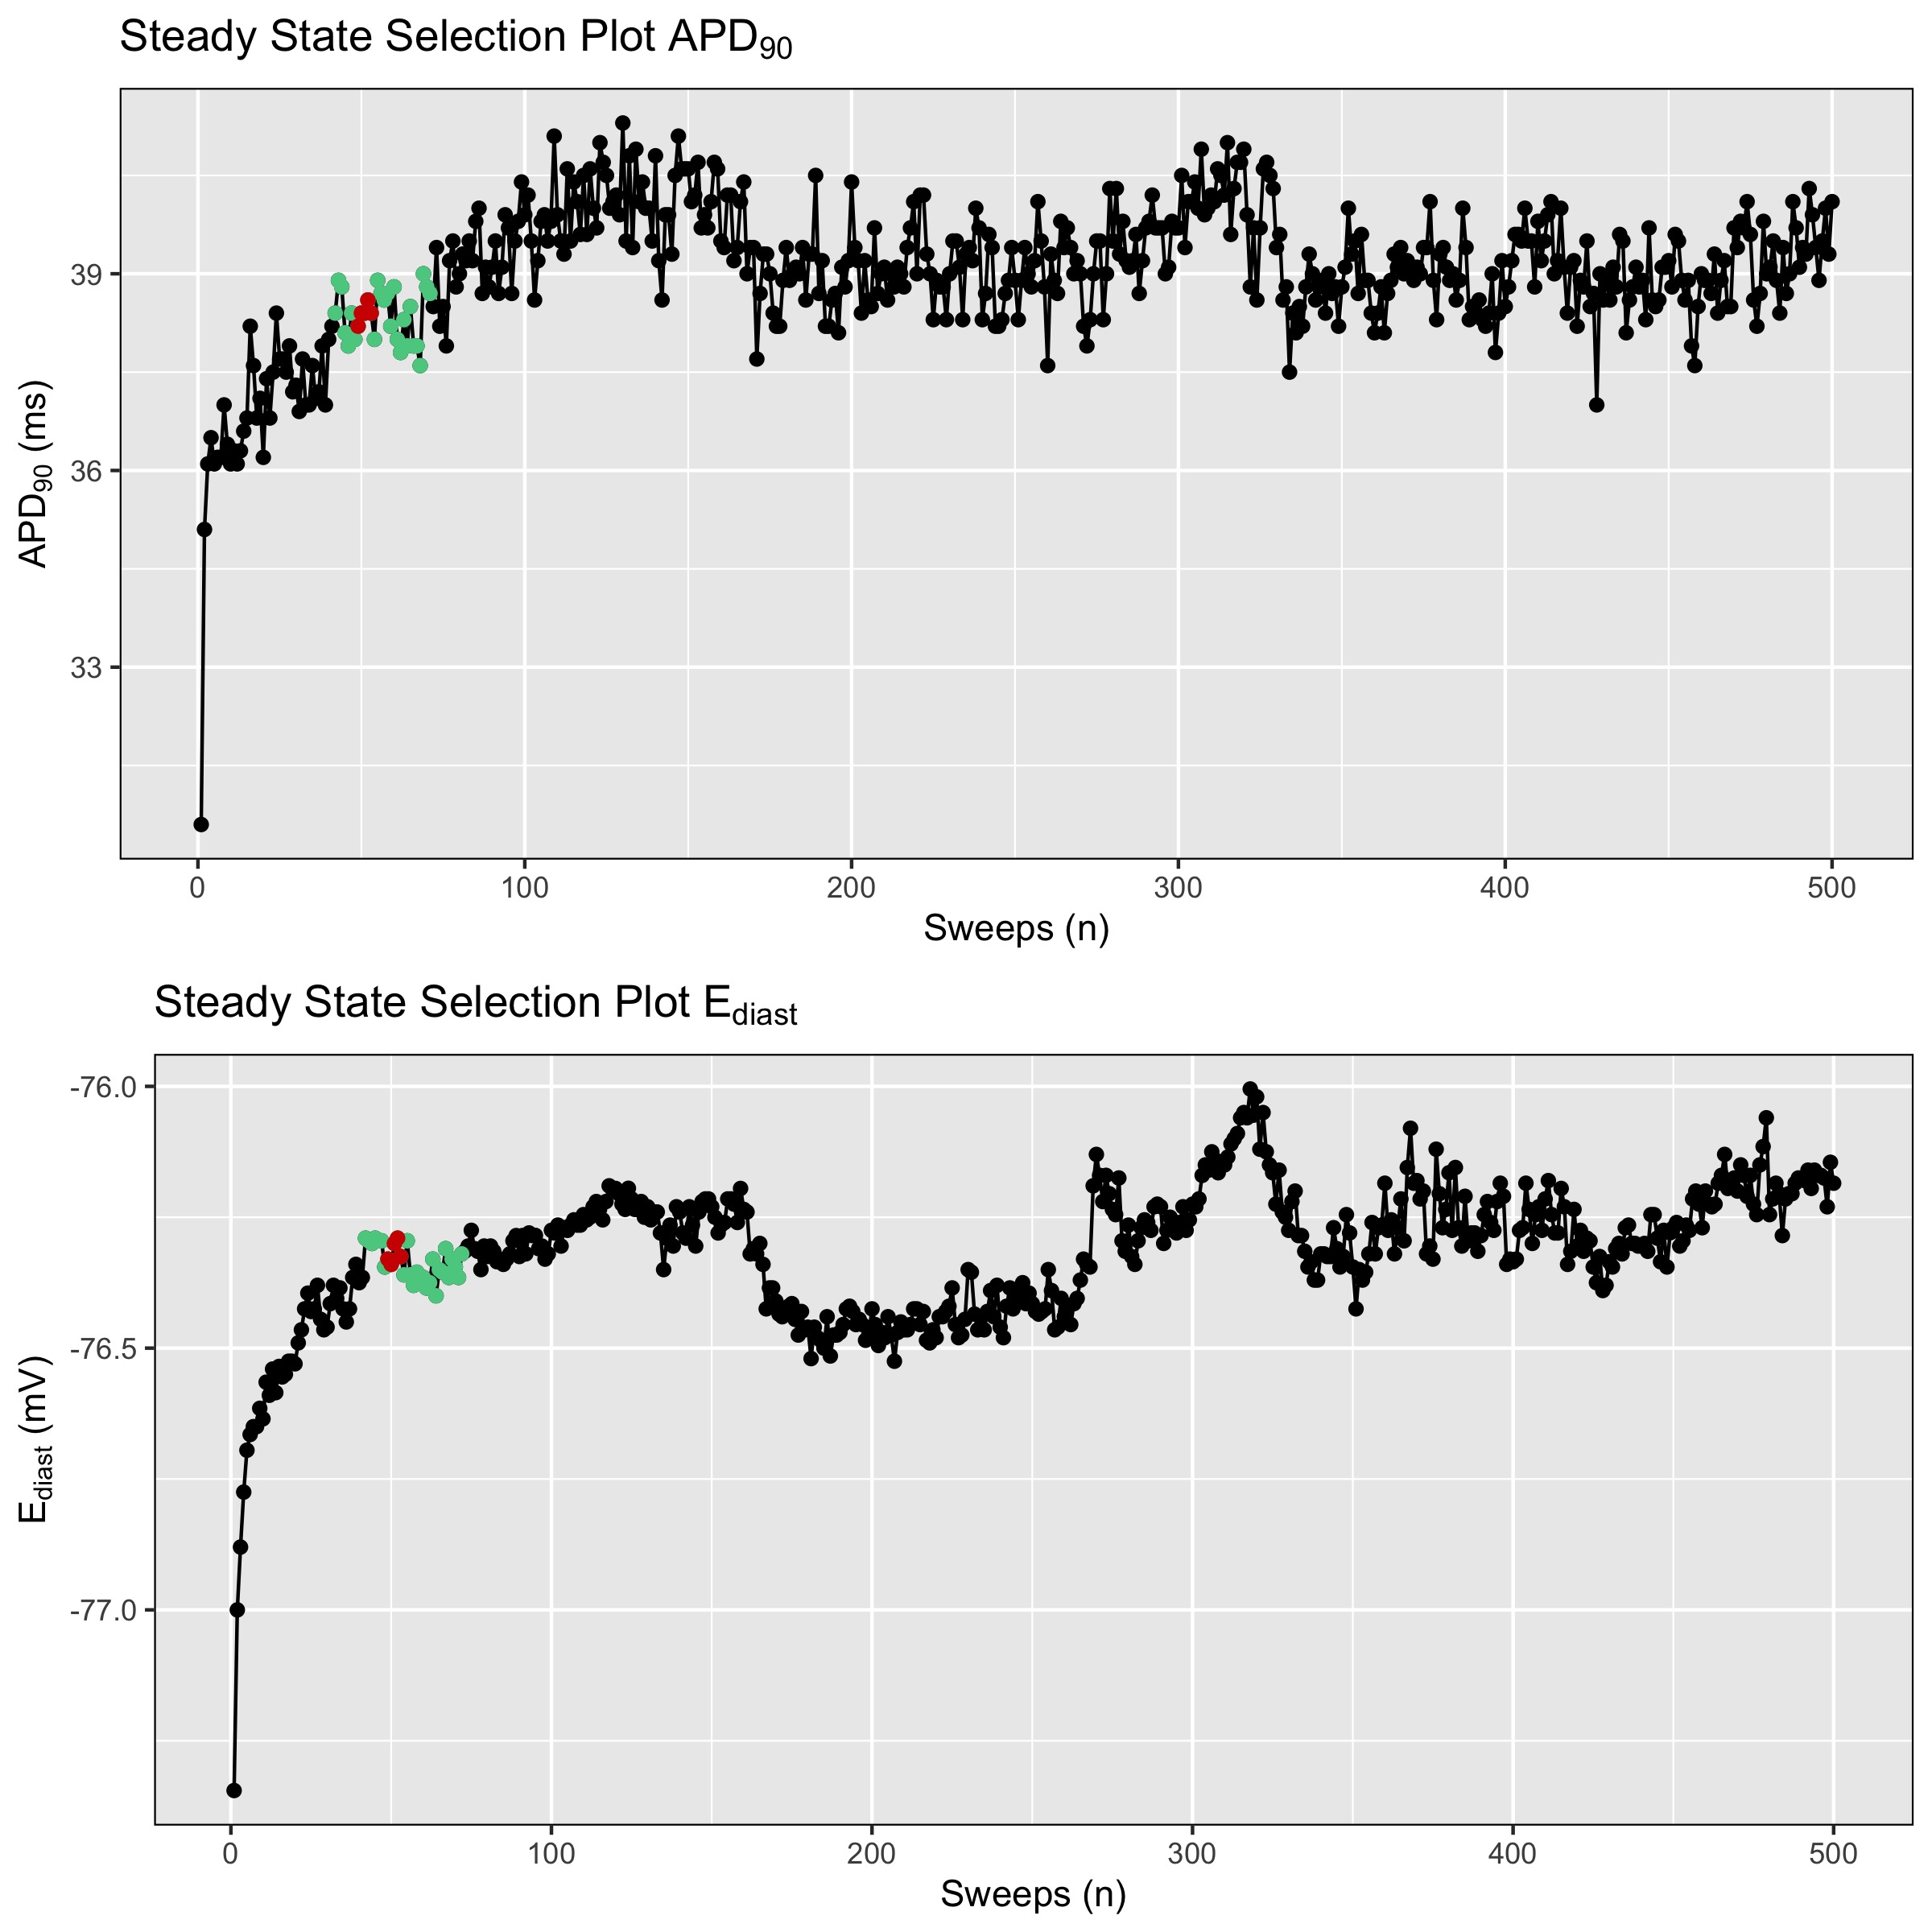 Steady State Selection Plot APD90
39
36
33
APD90 (ms)
0 100 200 300 400 500
Sweeps (n)
Steady State Selection Plot Ediast
-76.0
-76.5
-77.0
Ediast (mV)
0 100 200 300 400 500
Sweeps (n)